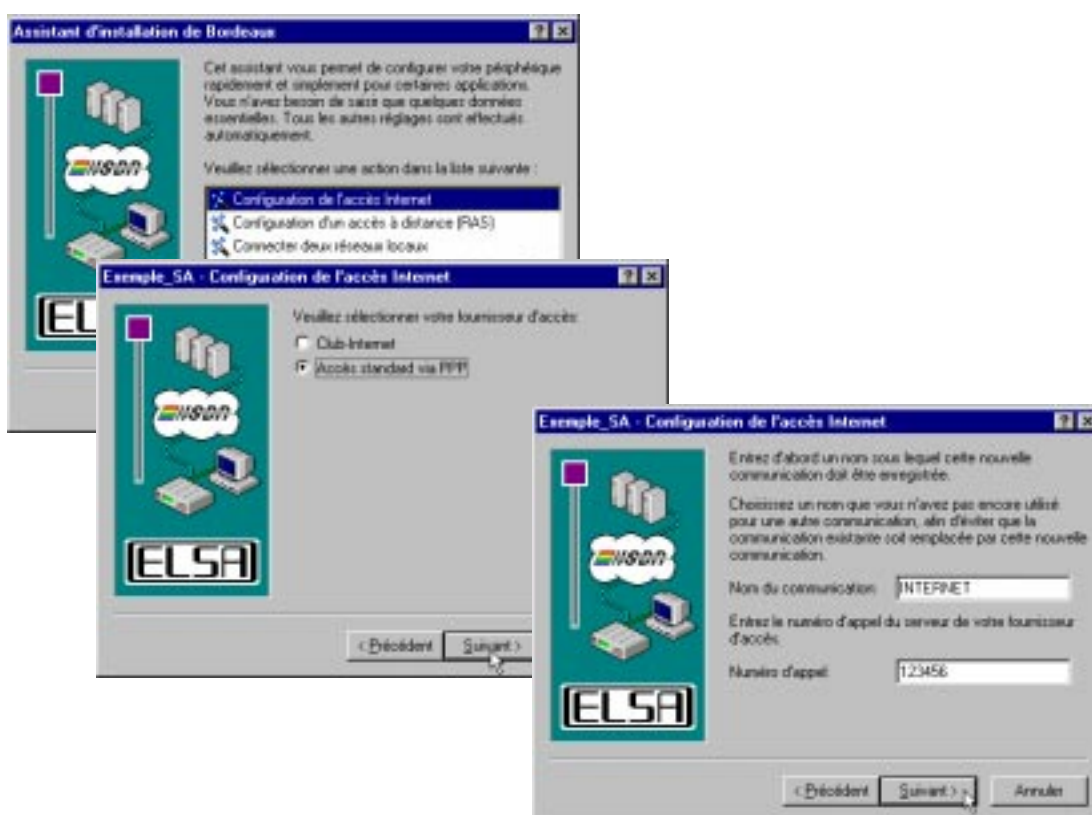 Assistant d'installation de Bordeaux
Cet assistant vous permet de configurer votre périphérique
rapidement et simplement pour certaines applications.
Vous n'avez besoin de saisir que quelques données
essentielles. Tous les autres réglages sont effectués
automatiquement.
Veuillez sélectionner une action dans la liste suivante :
Configuration de l'accès Internet
Configuration d'un accès à distance (RAS)
Connecter deux réseaux locaux
ISDN
EL
Exemple_SA - Configuration de l'accès Internet
Veuillez sélectionner votre fournisseur d'accès:
Club-Internet
Accès standard via PPP
ISDN
ELSA
< Précédent
Suivant >
Exemple_SA - Configuration de l'accès Internet
Entrez d'abord un nom sous lequel cette nouvelle
communication doit être enregistrée.
Choisissez un nom que vous n'avez pas encore utilisé
pour une autre communication, afin d'éviter que la
communication existante soit remplacée par cette nouvelle
communication.
Nom du communication: INTERNET
Entrez le numéro d'appel du serveur de votre fournisseur
d'accès.
Numéro d'appel: 123456
ISDN
ELSA
< Précédent
Suivant >
Annuler